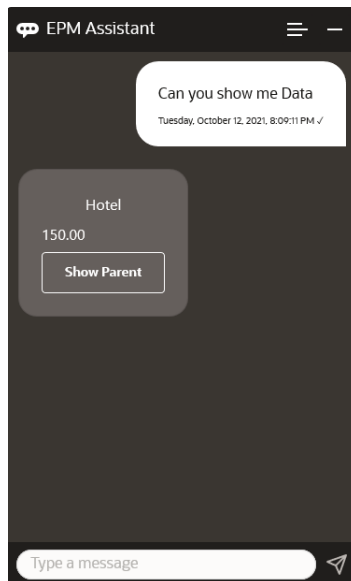 EPM Assistant
Can you show me Data
Tuesday, October 12, 2021, 8:09:11 PM ✓
Hotel
150.00
Show Parent
Type a message